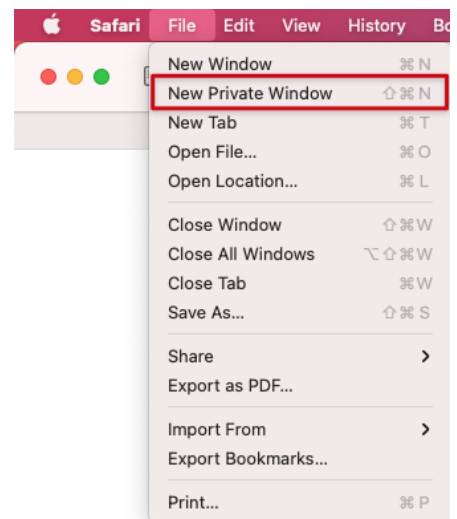 Safari File Edit View History Bo
New Window ⌘ N
New Private Window ⇧ ⌘ N
New Tab ⌘ T
Open File... ⌘ O
Open Location... ⌘ L
Close Window ⇧ ⌘ W
Close All Windows ⌥ ⇧ ⌘ W
Close Tab ⌘ W
Save As... ⇧ ⌘ S
Share
Export as PDF...
Import From
Export Bookmarks...
Print... ⌘ P